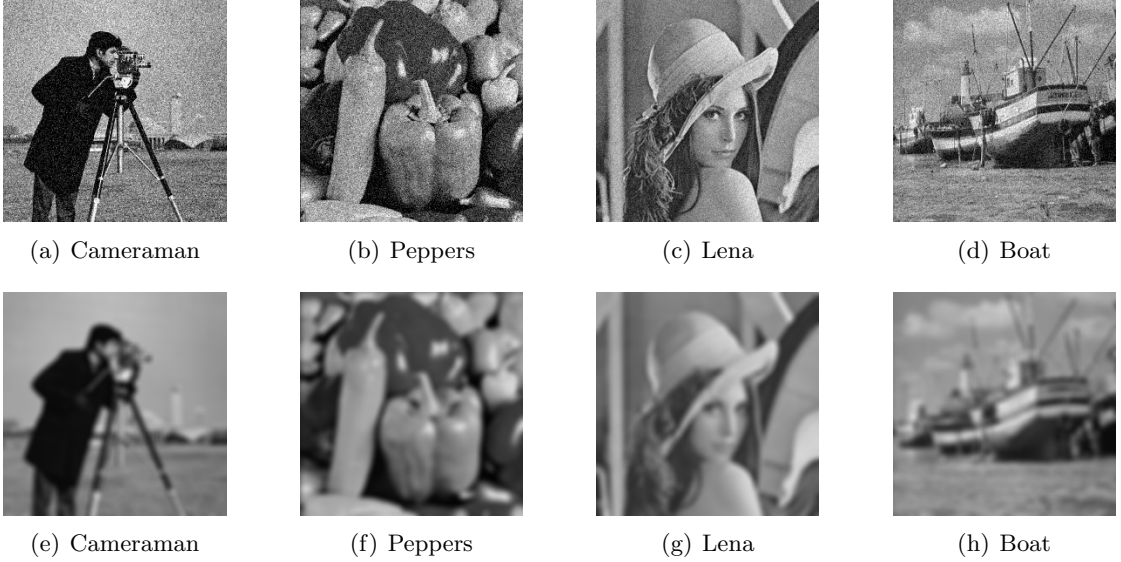 (a) Cameraman (b) Peppers (c) Lena (d) Boat
(e) Cameraman (f) Peppers (g) Lena (h) Boat